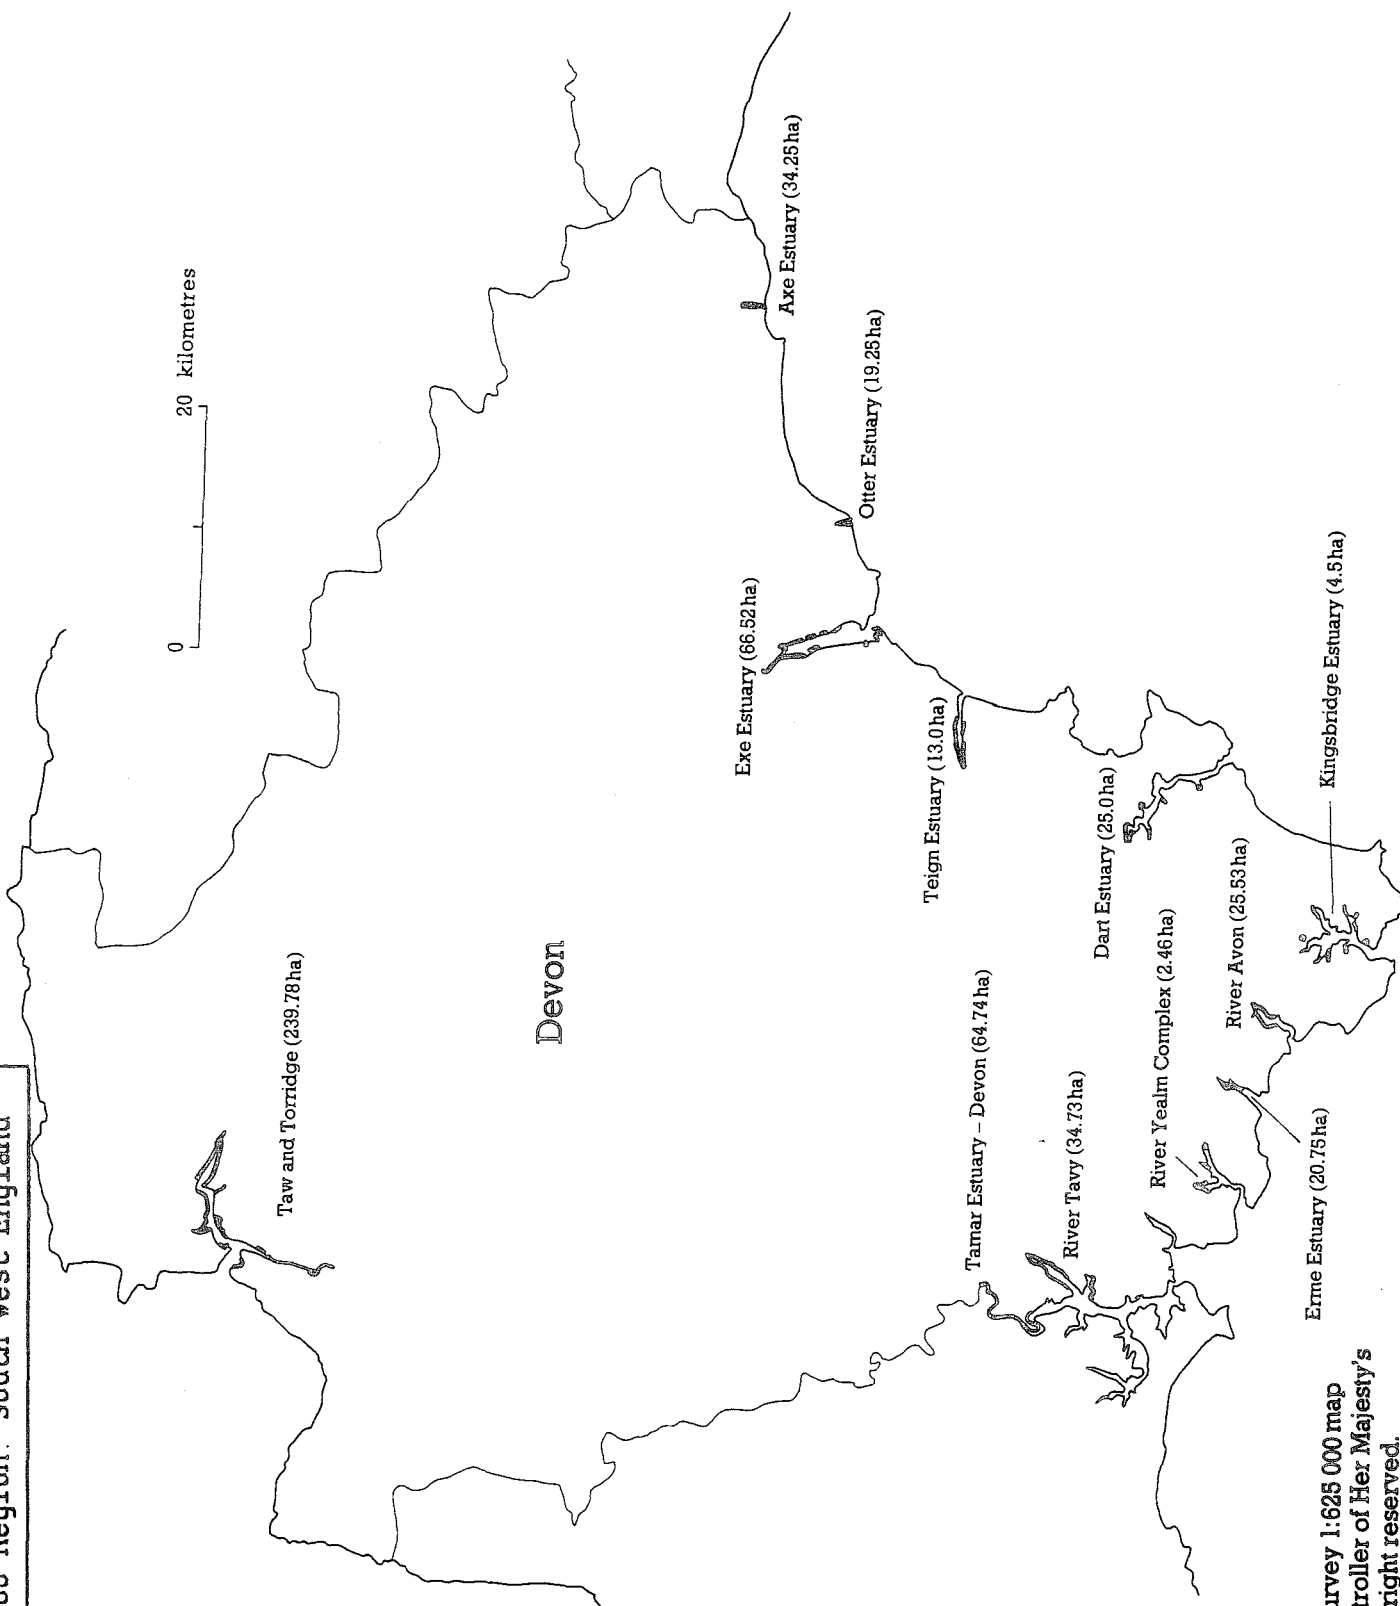 Region: South West England
0
20 kilometres
Taw and Torridge (239.78ha)
Devon
Axe Estuary (34.25ha)
Otter Estuary (19.25ha)
Exe Estuary (66.52ha)
Teign Estuary (13.0ha)
Dart Estuary (25.0ha)
Kingsbridge Estuary (4.5ha)
River Avon (25.53ha)
River Yealm Complex (2.46ha)
Erme Estuary (20.75ha)
Tamar Estuary – Devon (64.74ha)
River Tavy (34.73ha)
urvey 1:625 000 map
troller of Her Majesty's
right reserved.